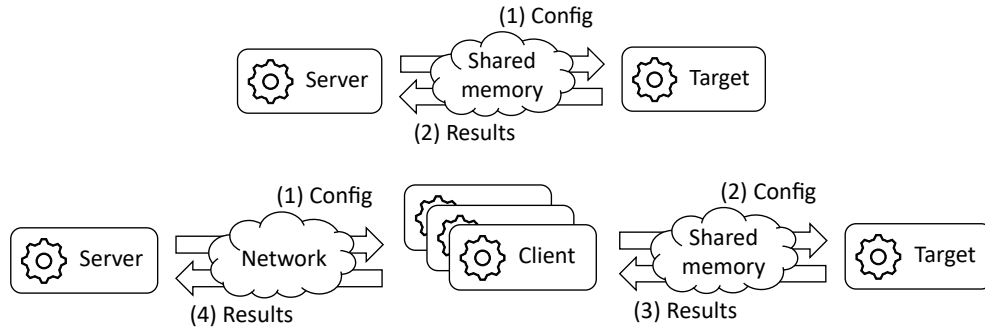 (1) Config
Server
Shared
memory
Target
(2) Results
(1) Config
(2) Config
Server
Network
Client
Shared
memory
Target
(4) Results
(3) Results